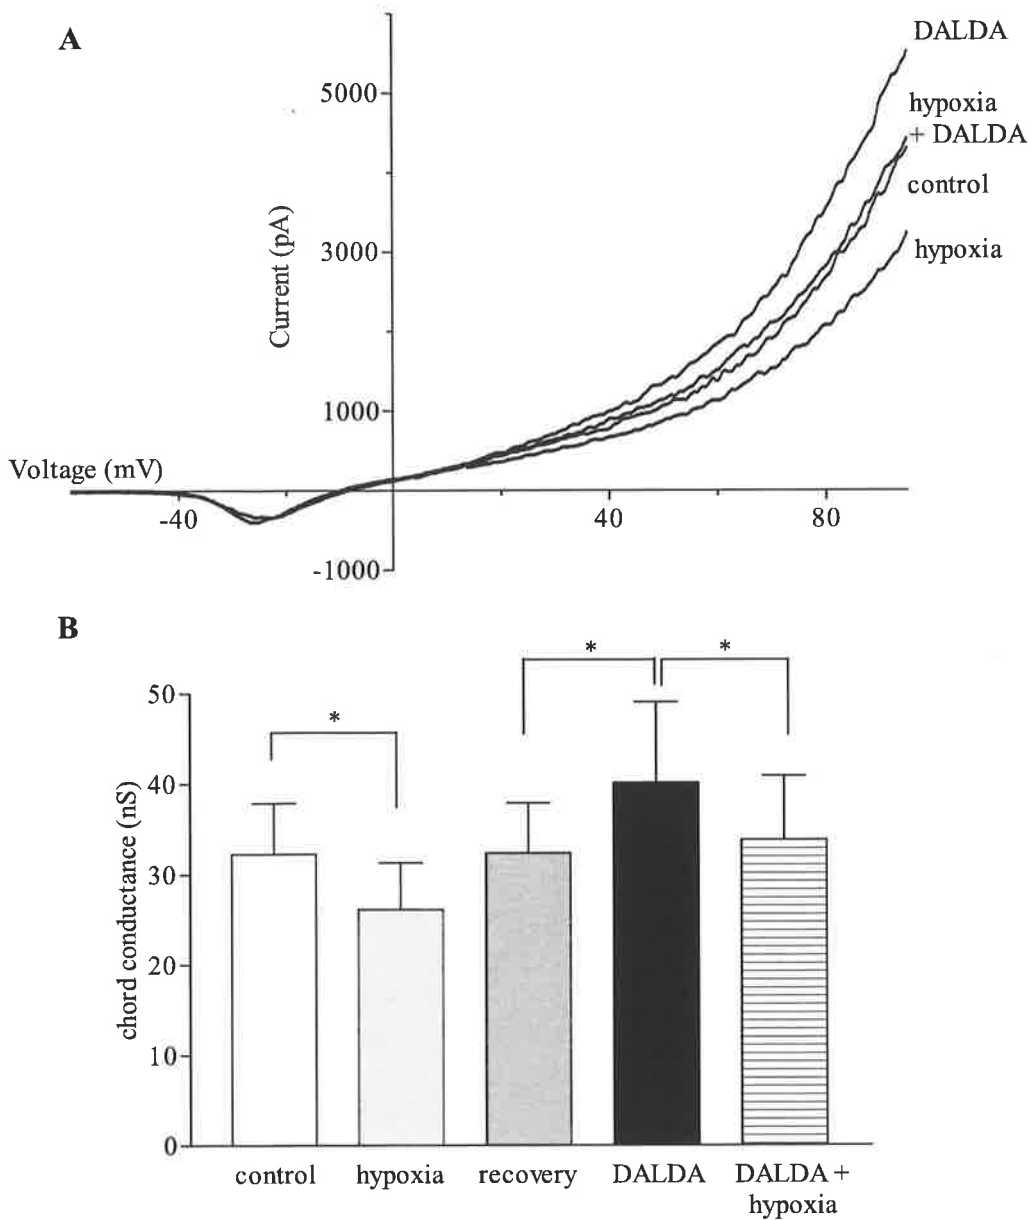 A
DALDA
5000
hypoxia
+ DALDA
control
Current (pA)
3000
hypoxia
1000
Voltage (mV)
-40
40
80
-1000
B
*
*
*
50
40
30
20
10
0
chord conductance (nS)
control
hypoxia
recovery
DALDA
DALDA +
hypoxia